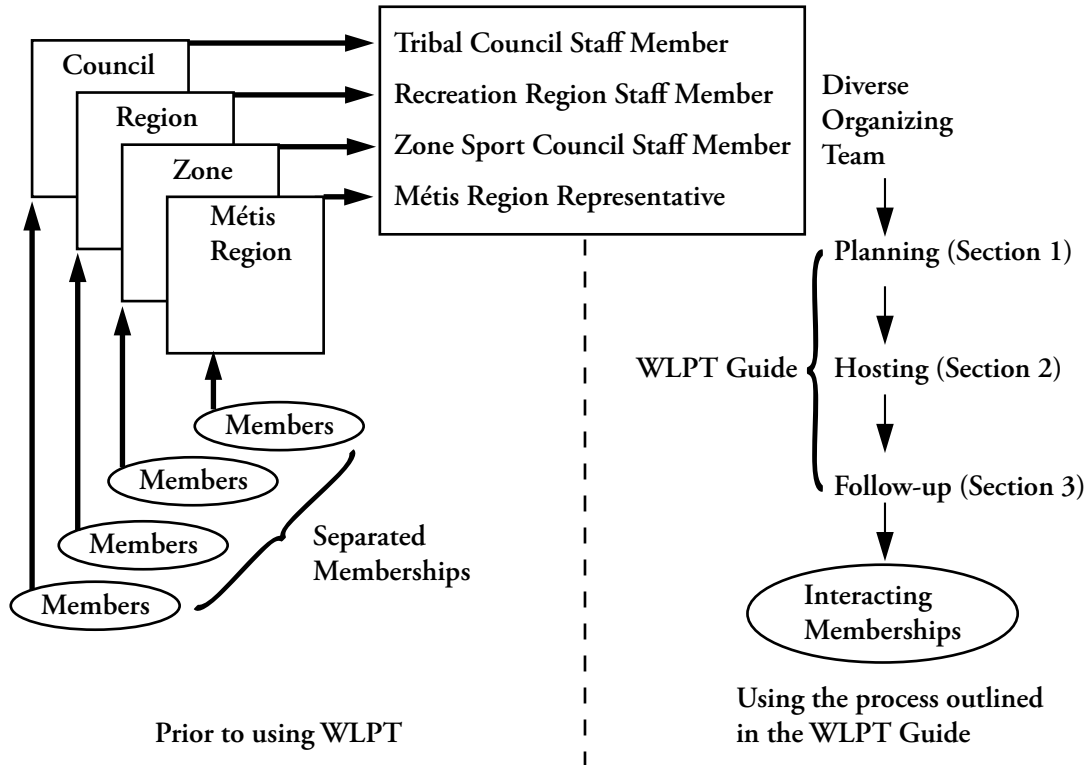 Council
Region
Zone
Métis
Region
Tribal Council Staff Member
Recreation Region Staff Member
Zone Sport Council Staff Member
Métis Region Representative
Members
Members
Members
Members
Separated
Memberships
Prior to using WLPT
Diverse
Organizing
Team
Planning (Section 1)
WLPT Guide
Hosting (Section 2)
Follow-up (Section 3)
Interacting
Memberships
Using the process outlined
in the WLPT Guide